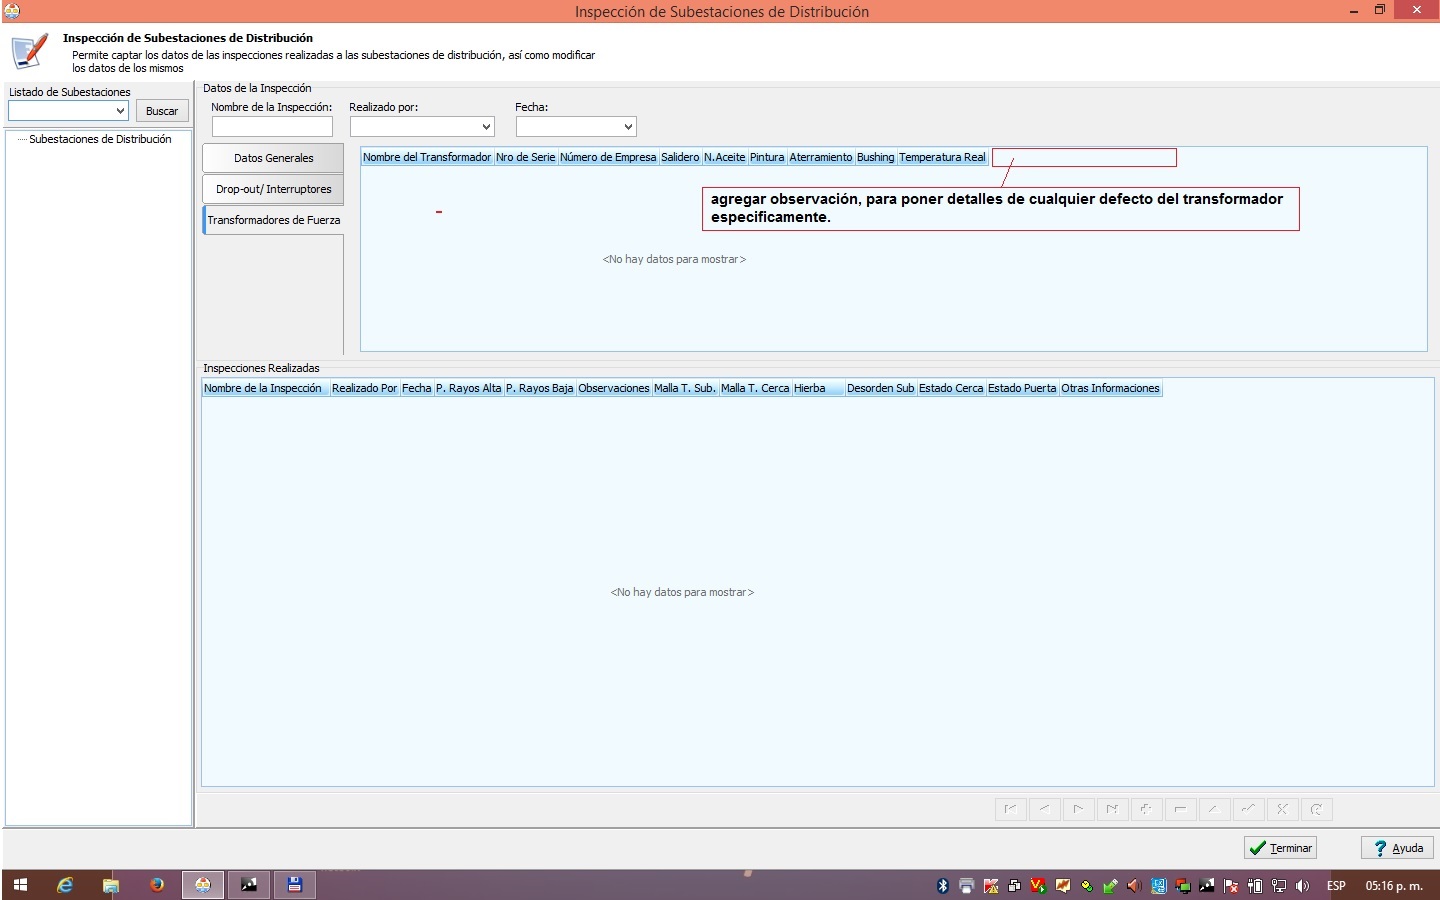 Inspección de Subestaciones de Distribución
Inspección de Subestaciones de Distribución
Permite captar los datos de las inspecciones realizadas a las subestaciones de distribución, así como modificar
los datos de los mismos
Listado de Subestaciones
Buscar
Subestaciones de Distribución
Datos de la Inspección
Nombre de la Inspección: Realizado por: Fecha:
Datos Generales
Drop-out/ Interruptores
Transformadores de Fuerza
Nombre del Transformador Nro de Serie Número de Empresa Salidero N.Aceite Pintura Aterramiento Bushing Temperatura Real
agregar observación, para poner detalles de cualquier defecto del transformador
especificamente.
<No hay datos para mostrar>
Inspecciones Realizadas
Nombre de la Inspección Realizado Por Fecha P. Rayos Alta P. Rayos Baja Observaciones Malla T. Sub. Malla T. Cerca Hierba Desorden Sub Estado Cerca Estado Puerta Otras Informaciones
<No hay datos para mostrar>
Terminar
Ayuda
ESP 05:16 p. m.